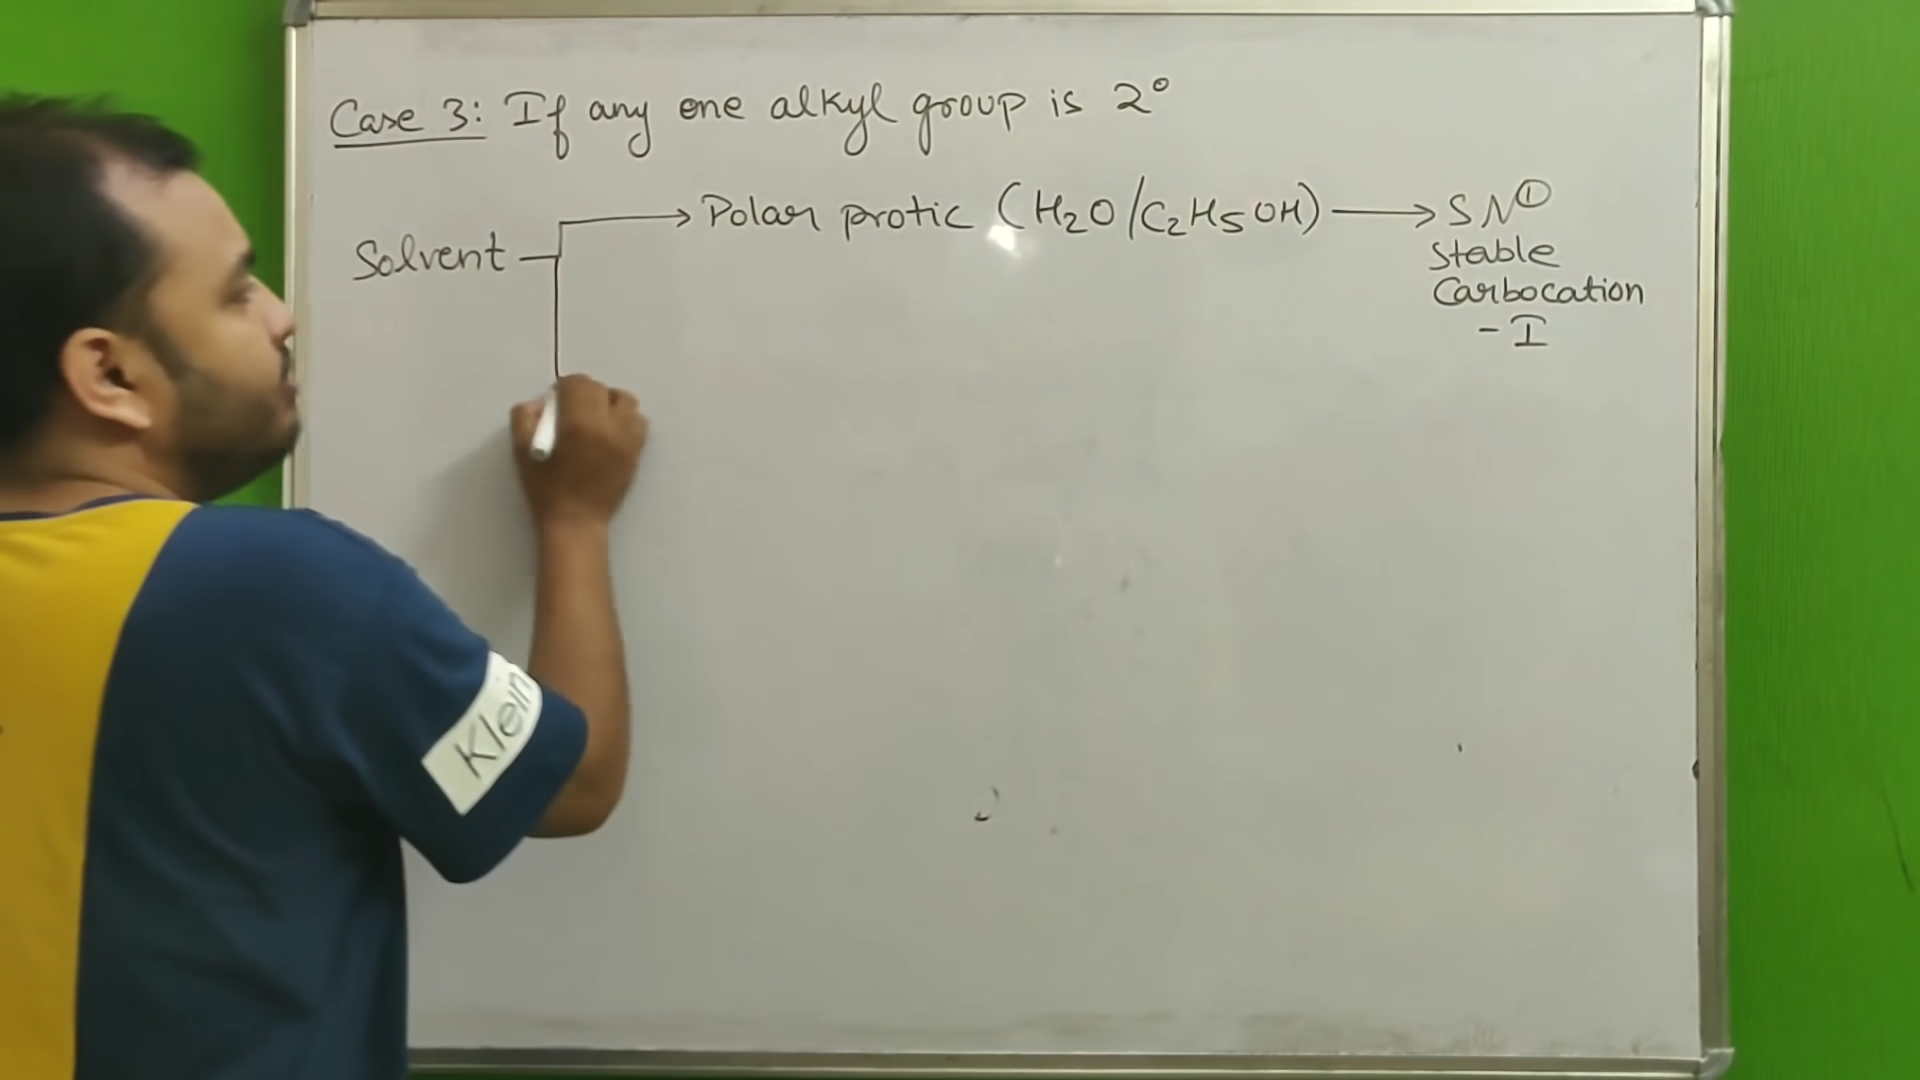 Case 3: If any one alkyl group is 2°
Solvent → Polar protic (H₂O/C₂H₅OH) → SN①
Stable
Carbocation
- I
Klein